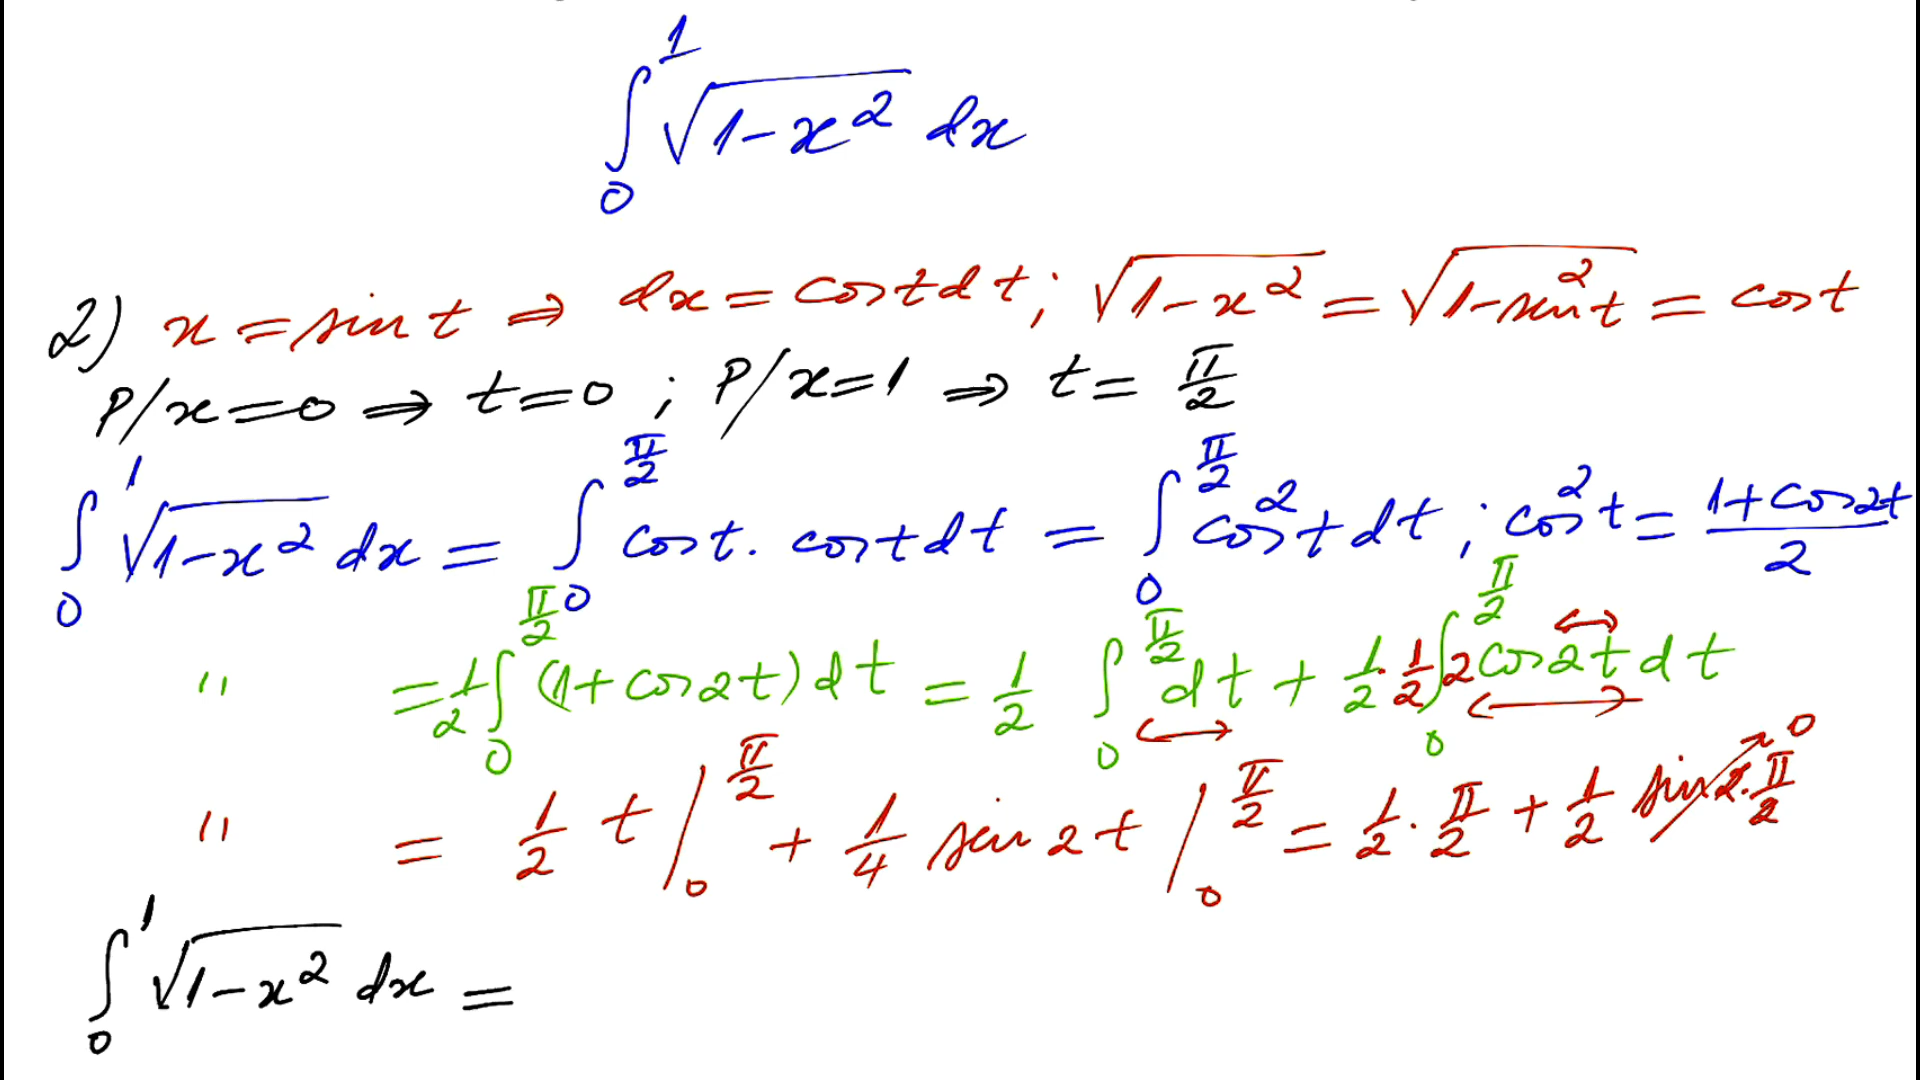 ∫₀¹ √(1-x²) dx
2) x = sin t ⇒ dx = cos t dt ; √(1-x²) = √(1-sin²t) = cos t
P/x=0 ⇒ t=0 ; P/x=1 ⇒ t= π/2
∫₀¹ √(1-x²) dx = ∫₀^(π/2) cos t . cos t dt = ∫₀^(π/2) cos²t dt ; cos²t = (1+cos2t)/2
" = 1/2 ∫₀^(π/2) (1+cos2t) dt = 1/2 ∫₀^(π/2) dt + 1/2 · 1/2 ∫₀^(π/2) 2 cos2t dt
" = 1/2 t |₀^(π/2) + 1/4 sin 2t |₀^(π/2) = 1/2 · π/2 + 1/2 sin 2·π/2 ↗ 0
∫₀¹ √(1-x²) dx =